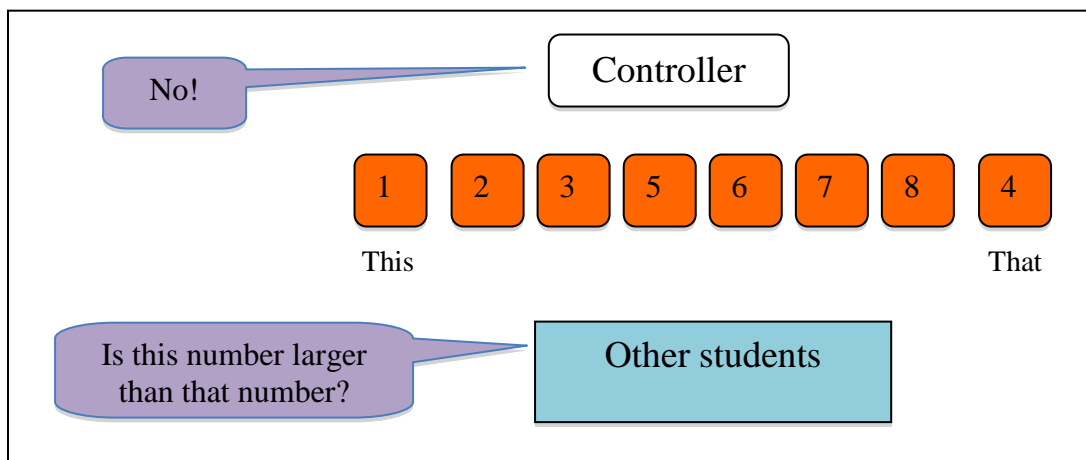 No!
Controller
1 2 3 5 6 7 8 4
This That
Is this number larger
than that number?
Other students